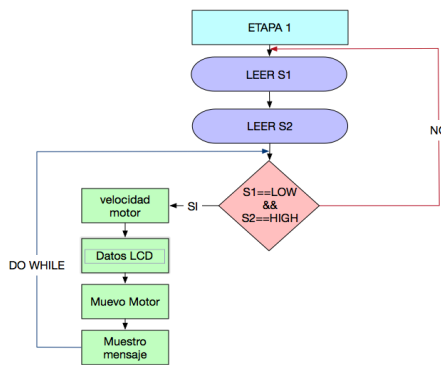 ETAPA 1
LEER S1
LEER S2
NO
S1==LOW
&&
S2==HIGH
SI
velocidad
motor
Datos LCD
DO WHILE
Muevo Motor
Muestro
mensaje